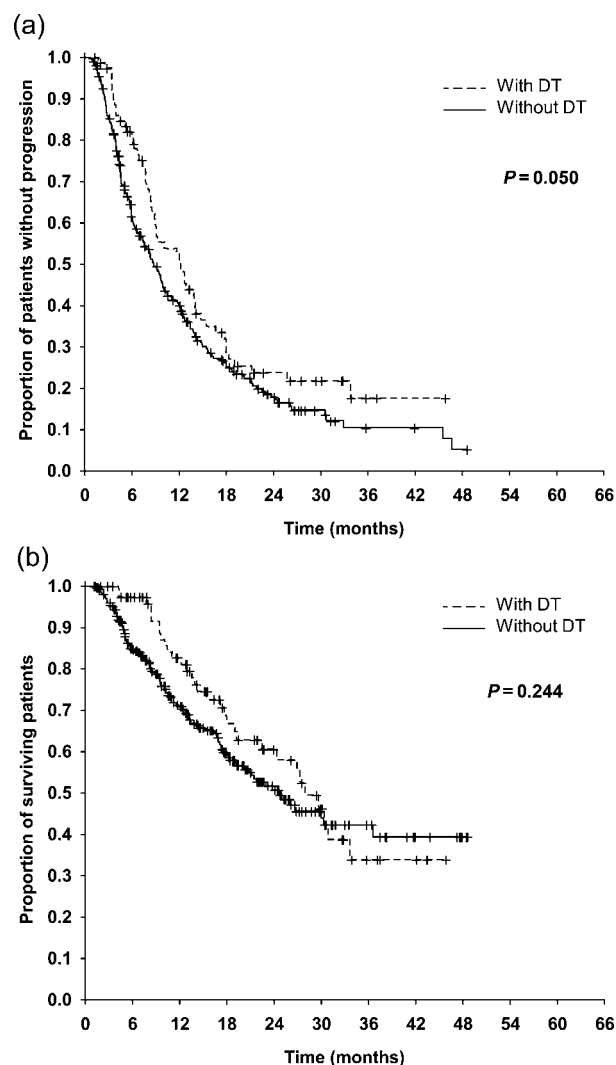 (a)
Proportion of patients without progression
1.0
0.9
0.8
0.7
0.6
0.5
0.4
0.3
0.2
0.1
0.0
With DT
Without DT
P = 0.050
0 6 12 18 24 30 36 42 48 54 60 66
Time (months)
(b)
Proportion of surviving patients
1.0
0.9
0.8
0.7
0.6
0.5
0.4
0.3
0.2
0.1
0.0
With DT
Without DT
P = 0.244
0 6 12 18 24 30 36 42 48 54 60 66
Time (months)